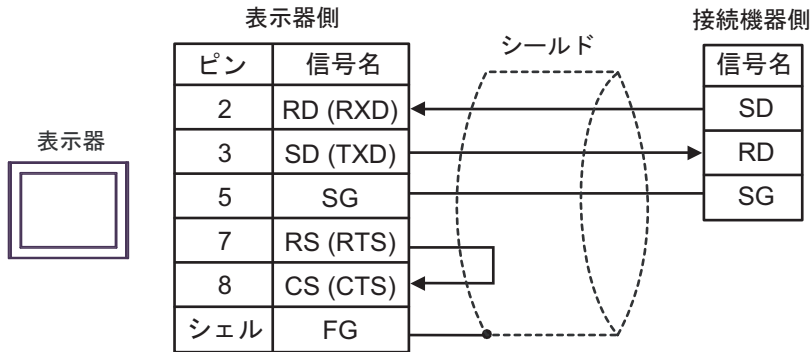 表示器側
接続機器側
シールド
ピン 信号名
信号名
2 RD (RXD)
SD
表示器
3 SD (TXD)
RD
5 SG
SG
7 RS (RTS)
8 CS (CTS)
シェル FG